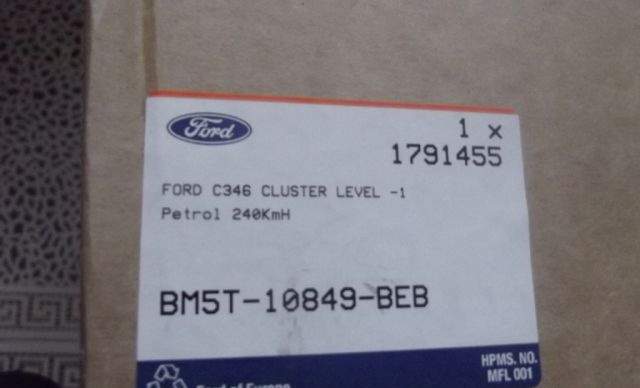 Ford
1 x
1791455
FORD C346 CLUSTER LEVEL -1
Petrol 240KmH
BM5T-10849-BEB
HPMS. NO.
MFL 001